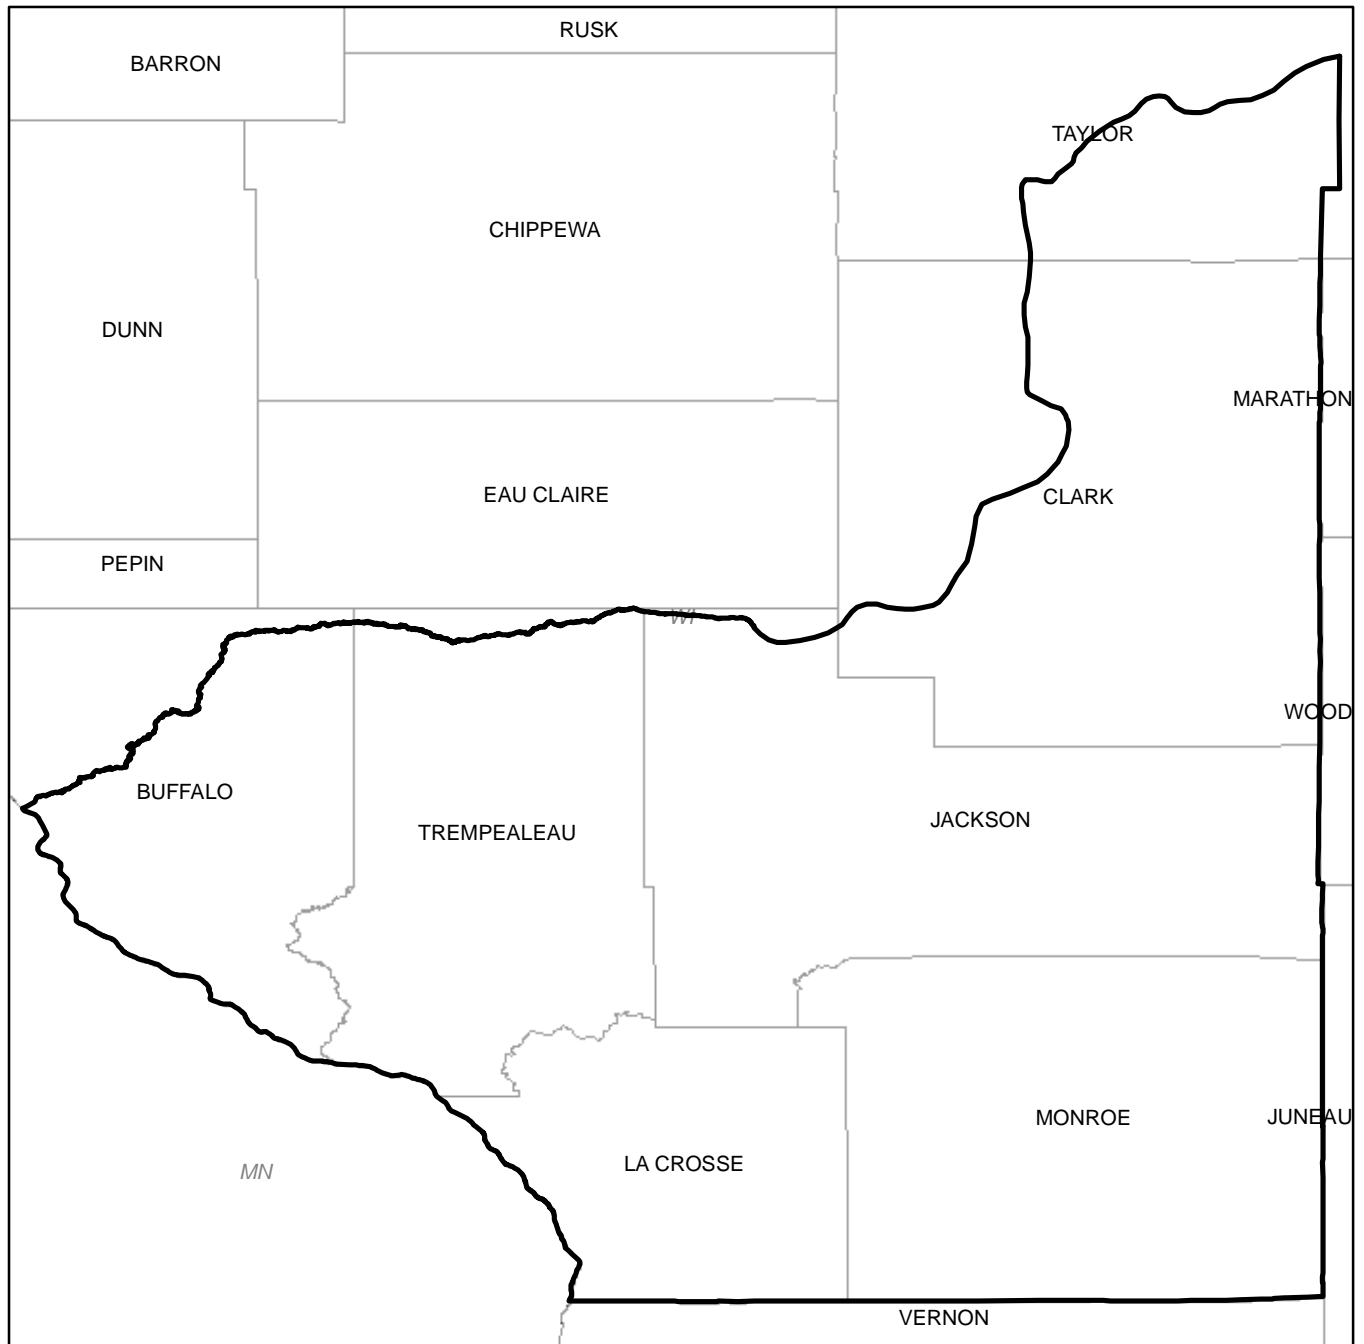 RUSK
BARRON
TAYLOR
CHIPPEWA
DUNN
MARATHON
EAU CLAIRE
CLARK
PEPIN
WI
WOOD
BUFFALO
JACKSON
TREMPEALEAU
MONROE
JUNEAU
LA CROSSE
MN
VERNON